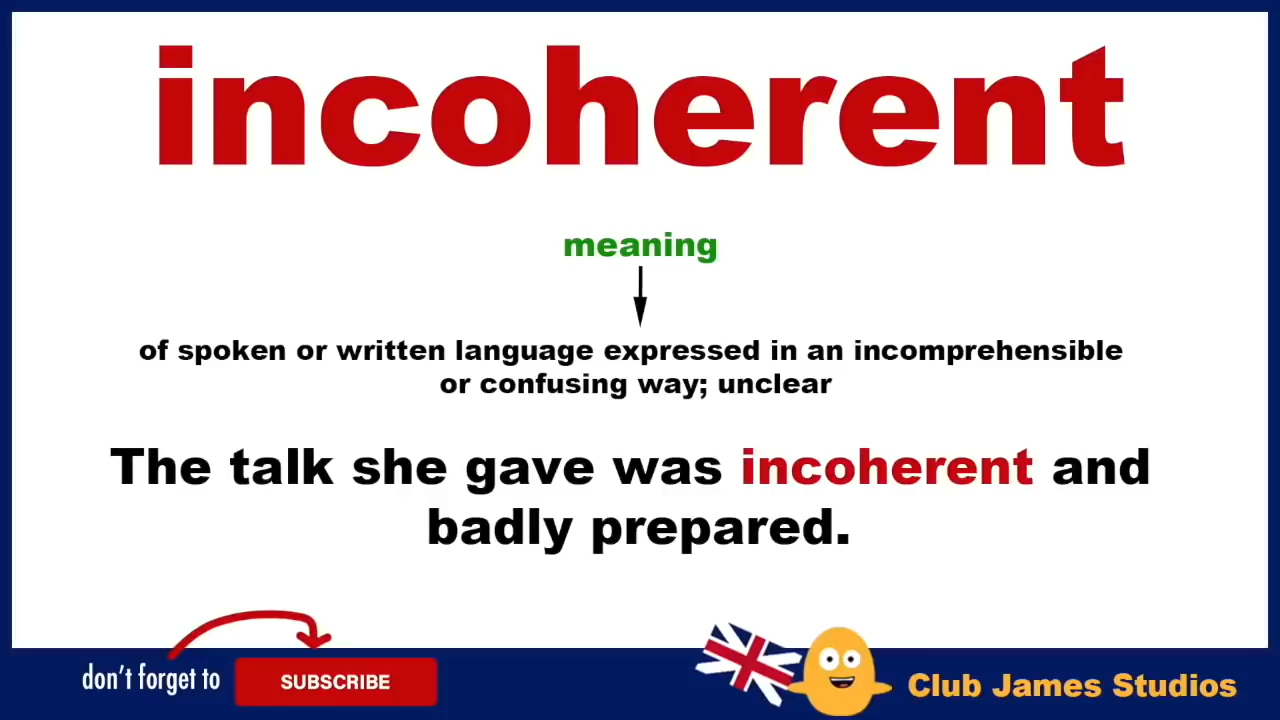 incoherent
meaning
of spoken or written language expressed in an incomprehensible
or confusing way; unclear
The talk she gave was incoherent and
badly prepared.
don't forget to SUBSCRIBE
Club James Studios